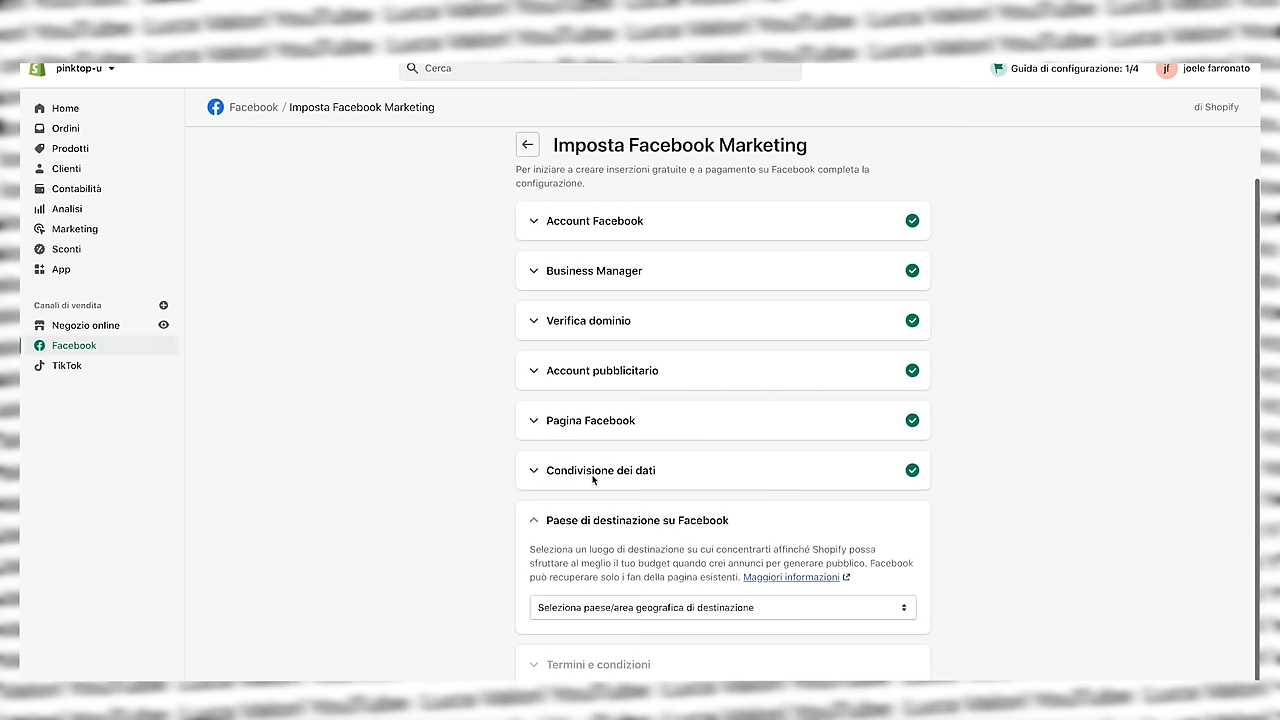 pinktop-u
Cerca
Guida di configurazione: 1/4
jf
joele farronato
Home
Ordini
Prodotti
Clienti
Contabilità
Analisi
Marketing
Sconti
App
Canali di vendita
Negozio online
Facebook
TikTok
Facebook / Imposta Facebook Marketing
di Shopify
Imposta Facebook Marketing
Per iniziare a creare inserzioni gratuite e a pagamento su Facebook completa la
configurazione.
Account Facebook
Business Manager
Verifica dominio
Account pubblicitario
Pagina Facebook
Condivisione dei dati
Paese di destinazione su Facebook
Seleziona un luogo di destinazione su cui concentrarti affinché Shopify possa
sfruttare al meglio il tuo budget quando crei annunci per generare pubblico. Facebook
può recuperare solo i fan della pagina esistenti. Maggiori informazioni
Seleziona paese/area geografica di destinazione
Termini e condizioni